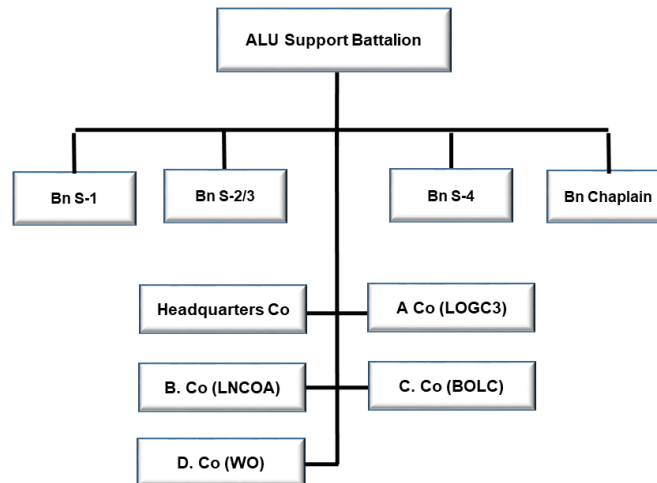 ALU Support Battalion
Bn S-1
Bn S-2/3
Bn S-4
Bn Chaplain
Headquarters Co
A Co (LOGC3)
B. Co (LNCOA)
C. Co (BOLC)
D. Co (WO)